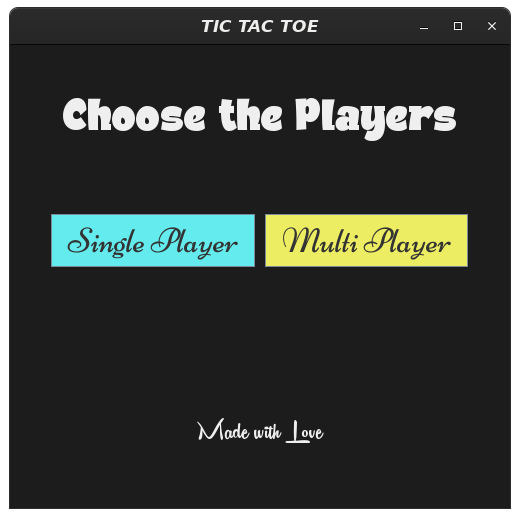 TIC TAC TOE
Choose the Players
Single Player Multi Player
Made with Love